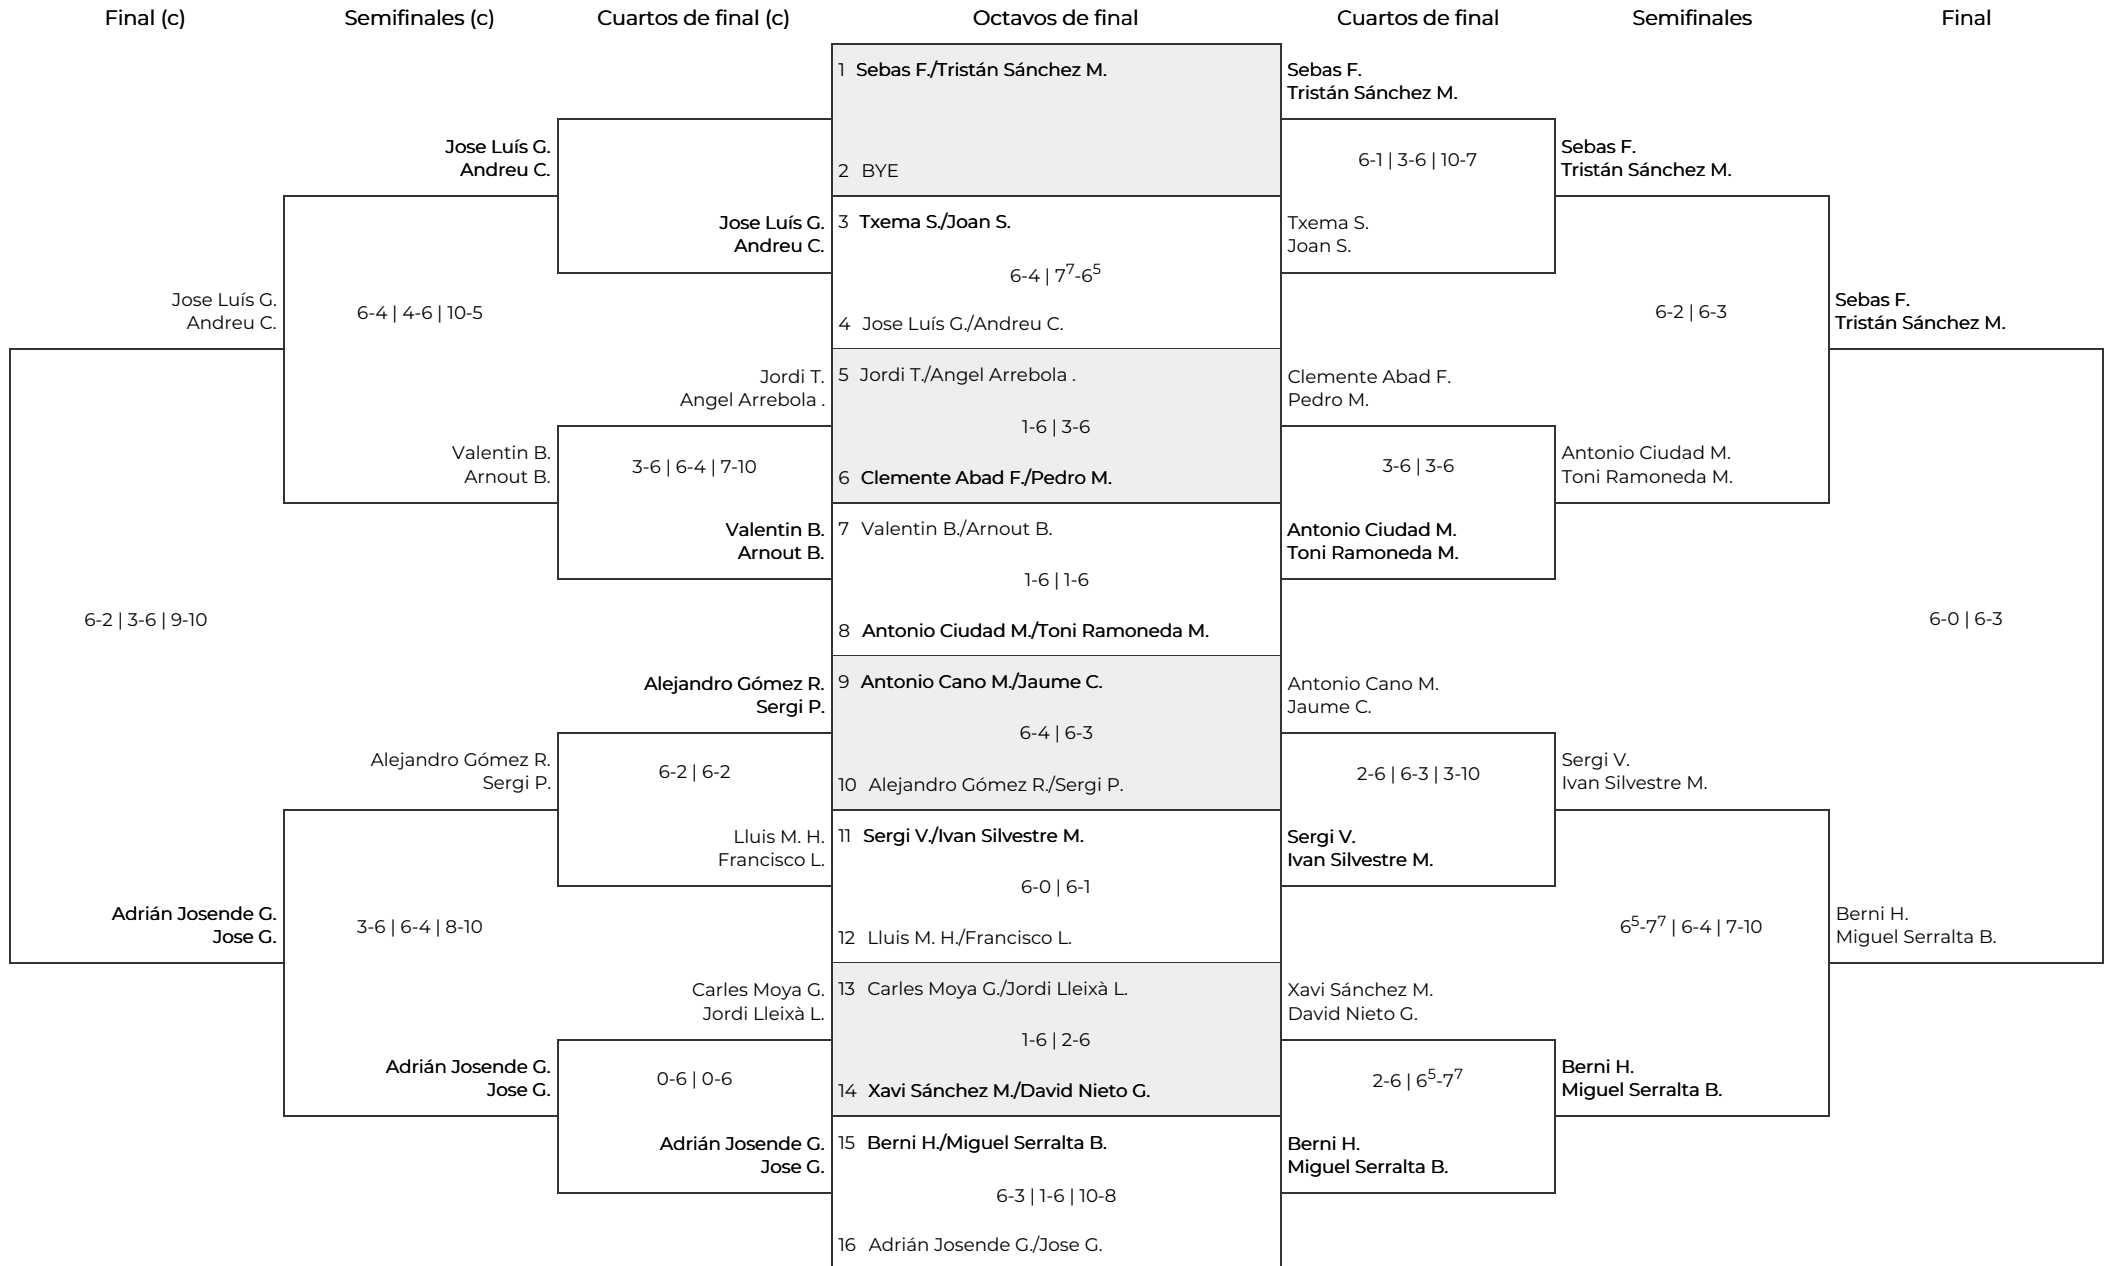 Final (c)
Semifinales (c)
Cuartos de final (c)
Octavos de final
Cuartos de final
Semifinales
Final
Jose Luís G.
Andreu C.
6-2 | 3-6 | 9-10
Adrián Josende G.
Jose G.
Jose Luís G.
Andreu C.
6-4 | 4-6 | 10-5
Valentin B.
Arnout B.
Alejandro Gómez R.
Sergi P.
3-6 | 6-4 | 8-10
Adrián Josende G.
Jose G.
Jose Luís G.
Andreu C.
Jordi T.
Angel Arrebola .
3-6 | 6-4 | 7-10
Valentin B.
Arnout B.
Alejandro Gómez R.
Sergi P.
6-2 | 6-2
Lluis M. H.
Francisco L.
Carles Moya G.
Jordi Lleixà L.
0-6 | 0-6
Adrián Josende G.
Jose G.
1 Sebas F./Tristán Sánchez M.
2 BYE
3 Txema S./Joan S.
6-4 | 7⁷-6⁵
4 Jose Luís G./Andreu C.
5 Jordi T./Angel Arrebola .
1-6 | 3-6
6 Clemente Abad F./Pedro M.
7 Valentin B./Arnout B.
1-6 | 1-6
8 Antonio Ciudad M./Toni Ramoneda M.
9 Antonio Cano M./Jaume C.
6-4 | 6-3
10 Alejandro Gómez R./Sergi P.
11 Sergi V./Ivan Silvestre M.
6-0 | 6-1
12 Lluis M. H./Francisco L.
13 Carles Moya G./Jordi Lleixà L.
1-6 | 2-6
14 Xavi Sánchez M./David Nieto G.
15 Berni H./Miguel Serralta B.
6-3 | 1-6 | 10-8
16 Adrián Josende G./Jose G.
Sebas F.
Tristán Sánchez M.
6-1 | 3-6 | 10-7
Txema S.
Joan S.
Clemente Abad F.
Pedro M.
3-6 | 3-6
Antonio Ciudad M.
Toni Ramoneda M.
Antonio Cano M.
Jaume C.
2-6 | 6-3 | 3-10
Sergi V.
Ivan Silvestre M.
Xavi Sánchez M.
David Nieto G.
2-6 | 6⁵-7⁷
Berni H.
Miguel Serralta B.
Sebas F.
Tristán Sánchez M.
6-2 | 6-3
Antonio Ciudad M.
Toni Ramoneda M.
Sergi V.
Ivan Silvestre M.
6⁵-7⁷ | 6-4 | 7-10
Berni H.
Miguel Serralta B.
Sebas F.
Tristán Sánchez M.
6-0 | 6-3
Berni H.
Miguel Serralta B.